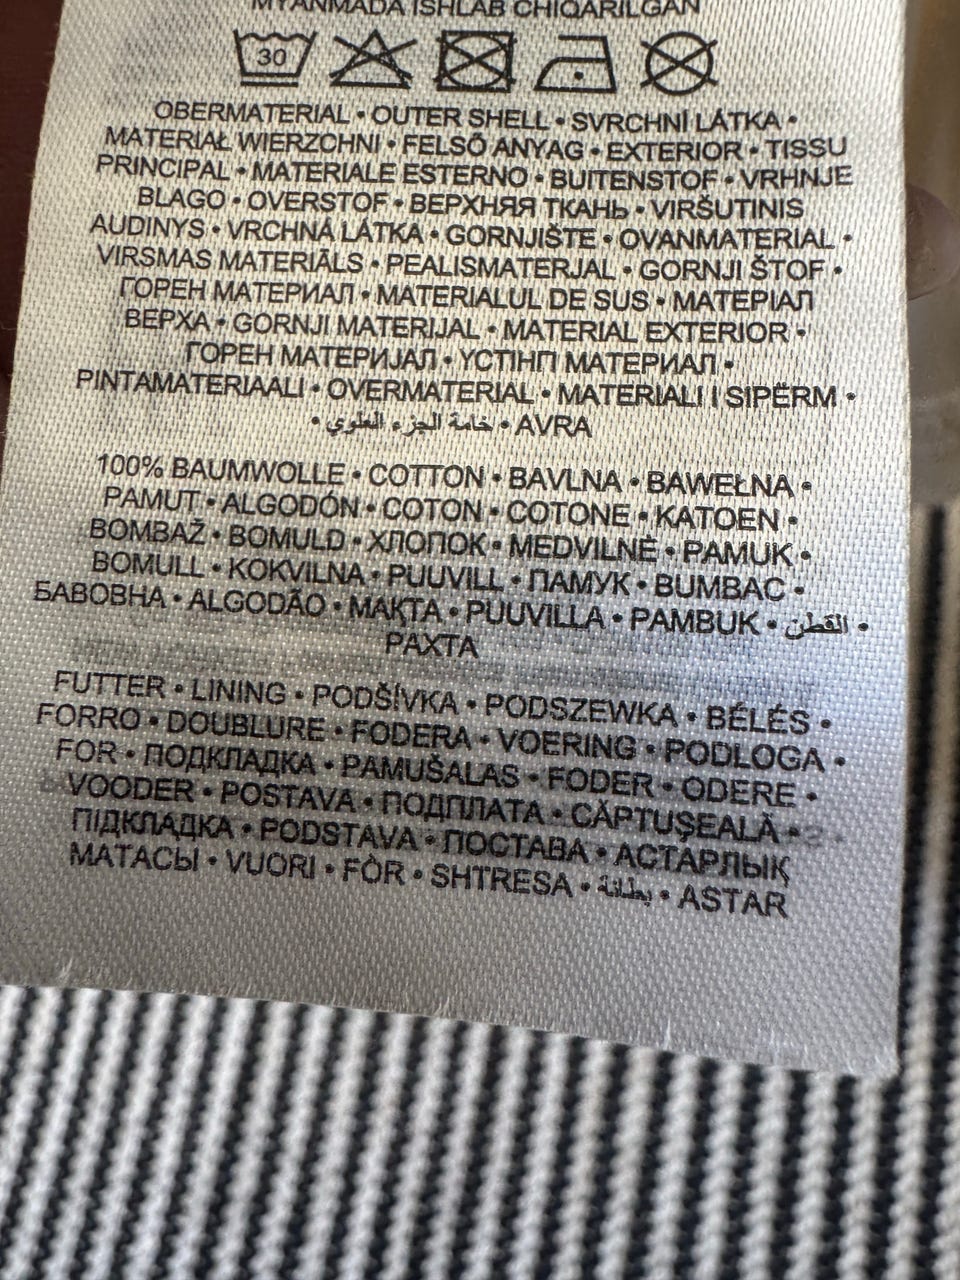 MYANMADA ISHLAB CHIQARILGAN
30
OBERMATERIAL • OUTER SHELL • SVRCHNÍ LÁTKA •
MATERIAŁ WIERZCHNI • FELSŐ ANYAG • EXTERIOR • TISSU
PRINCIPAL • MATERIALE ESTERNO • BUITENSTOF • VRHNJE
BLAGO • OVERSTOF • ВЕРХНЯЯ ТКАНЬ • VIRŠUTINIS
AUDINYS • VRCHNÁ LÁTKA • GORNJIŠTE • OVANMATERIAL •
VIRSMAS MATERIĀLS • PEALISMATERJAL • GORNJI ŠTOF •
ГОРЕН МАТЕРИАЛ • MATERIALUL DE SUS • МАТЕРІАЛ
ВЕРХА • GORNJI MATERIJAL • MATERIAL EXTERIOR •
ГОРЕН МАТЕРИЈАЛ • ҮСТІҢГІ МАТЕРИАЛ •
PINTAMATERIAALI • OVERMATERIAL • MATERIALI I SIPËRM •
خامة الجزء العلوي • AVRA •
100% BAUMWOLLE • COTTON • BAVLNA • BAWEŁNA •
PAMUT • ALGODÓN • COTON • COTONE • KATOEN •
BOMBAŽ • BOMULD • ХЛОПОК • MEDVILNĖ • PAMUK •
BOMULL • KOKVILNA • PUUVILL • ПАМУК • BUMBAC •
БАВОВНА • ALGODÃO • МАҚТА • PUUVILLA • PAMBUK • القطن •
PAXTA
FUTTER • LINING • PODŠÍVKA • PODSZEWKA • BÉLÉS •
FORRO • DOUBLURE • FODERA • VOERING • PODLOGA •
FOR • ПОДКЛАДКА • PAMUŠALAS • FODER • ODERE •
VOODER • POSTAVA • ПОДПЛАТА • CĂPTUŞEALĂ •
ПІДКЛАДКА • PODSTAVA • ПОСТАВА • АСТАРЛЫҚ
МАТАСЫ • VUORI • FÔR • SHTRESA • بطانة • ASTAR